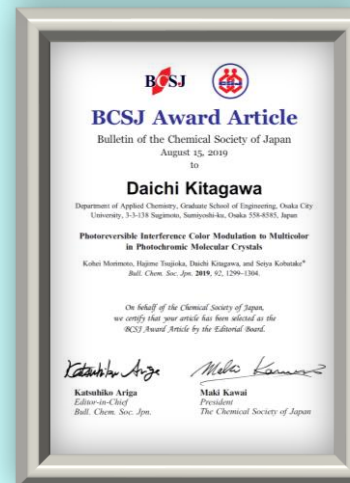 BCSJ
BCSJ Award Article
Bulletin of the Chemical Society of Japan
August 15, 2019
to
Daichi Kitagawa
Department of Applied Chemistry, Graduate School of Engineering, Osaka City
University, 3-3-138 Sugimoto, Sumiyoshi-ku, Osaka 558-8585, Japan
Photoreversible Interference Color Modulation to Multicolor
in Photochromic Molecular Crystals
Kohei Morimoto, Hajime Tsujioka, Daichi Kitagawa, and Seiya Kobatake*
Bull. Chem. Soc. Jpn. 2019, 92, 1299–1304.
On behalf of the Chemical Society of Japan,
we certify that your article has been selected as the
BCSJ Award Article by the Editorial Board.
Katsuhiko Ariga
Maki Kawai
Katsuhiko Ariga
Editor-in-Chief
Bull. Chem. Soc. Jpn.
Maki Kawai
President
The Chemical Society of Japan